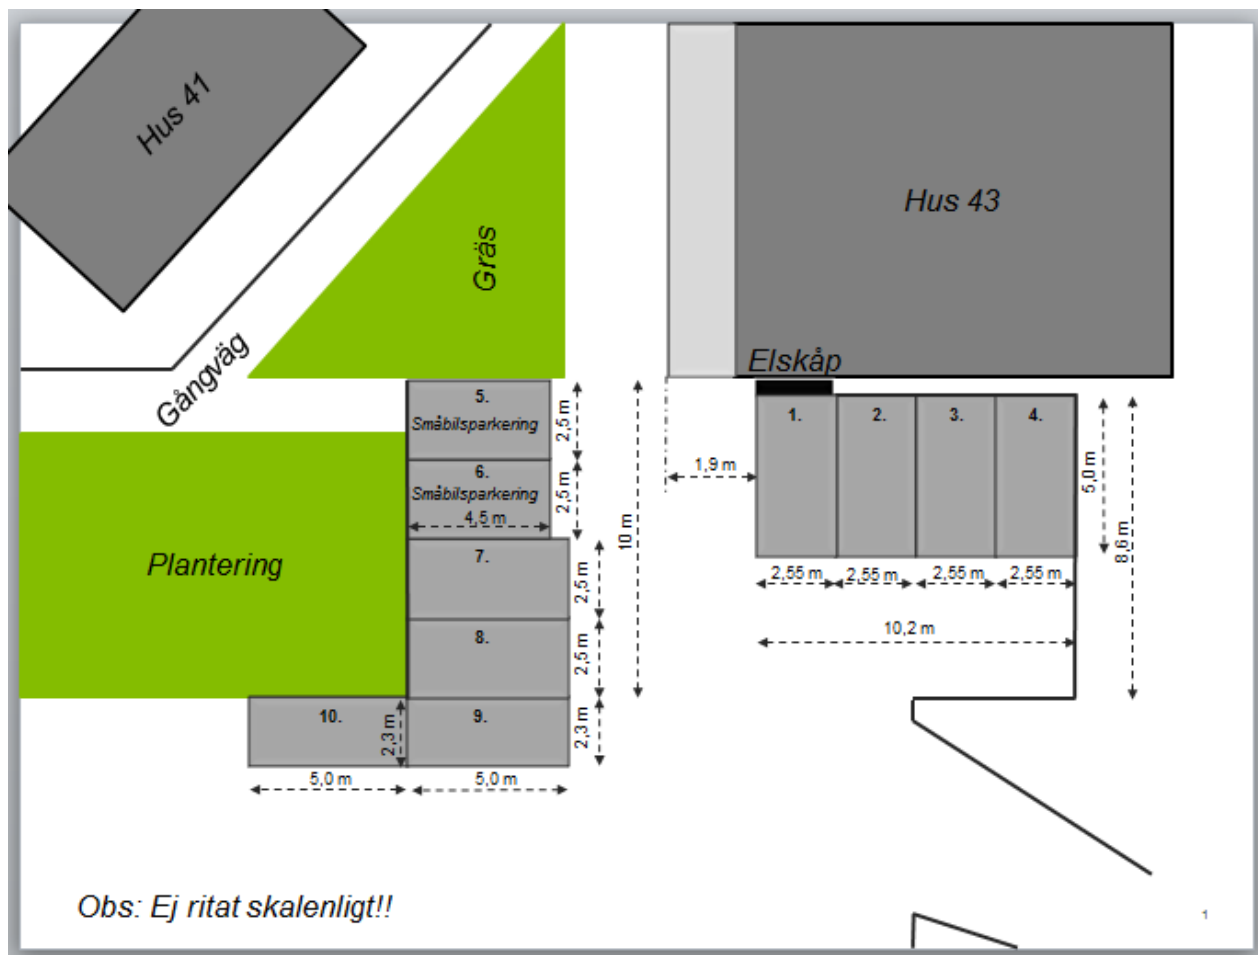 Hus 41
Hus 43
Gräs
Elskåp
Gångväg
5.
Småbilsparkering
2,5 m
6.
Småbilsparkering
4,5 m
2,5 m
7.
2,5 m
8.
2,5 m
10.
2,3 m
9.
2,3 m
5,0 m
5,0 m
10 m
Plantering
1,9 m
1.
2.
3.
4.
5,0 m
8,6 m
2,55 m
2,55 m
2,55 m
2,55 m
10,2 m
Obs: Ej ritat skalenligt!!
1